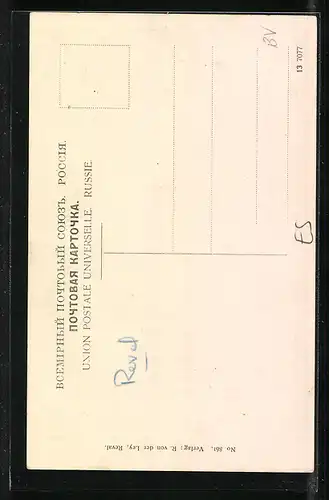 ВСЕМІРНЫЙ ПОЧТОВЫЙ СОЮЗЪ. РОССІЯ.
ПОЧТОВАЯ КАРТОЧКА.
UNION POSTALE UNIVERSELLE. RUSSIE.
Reval
No 551. Verlag: R. von der Ley, Reval.
BV
13 7077
ES